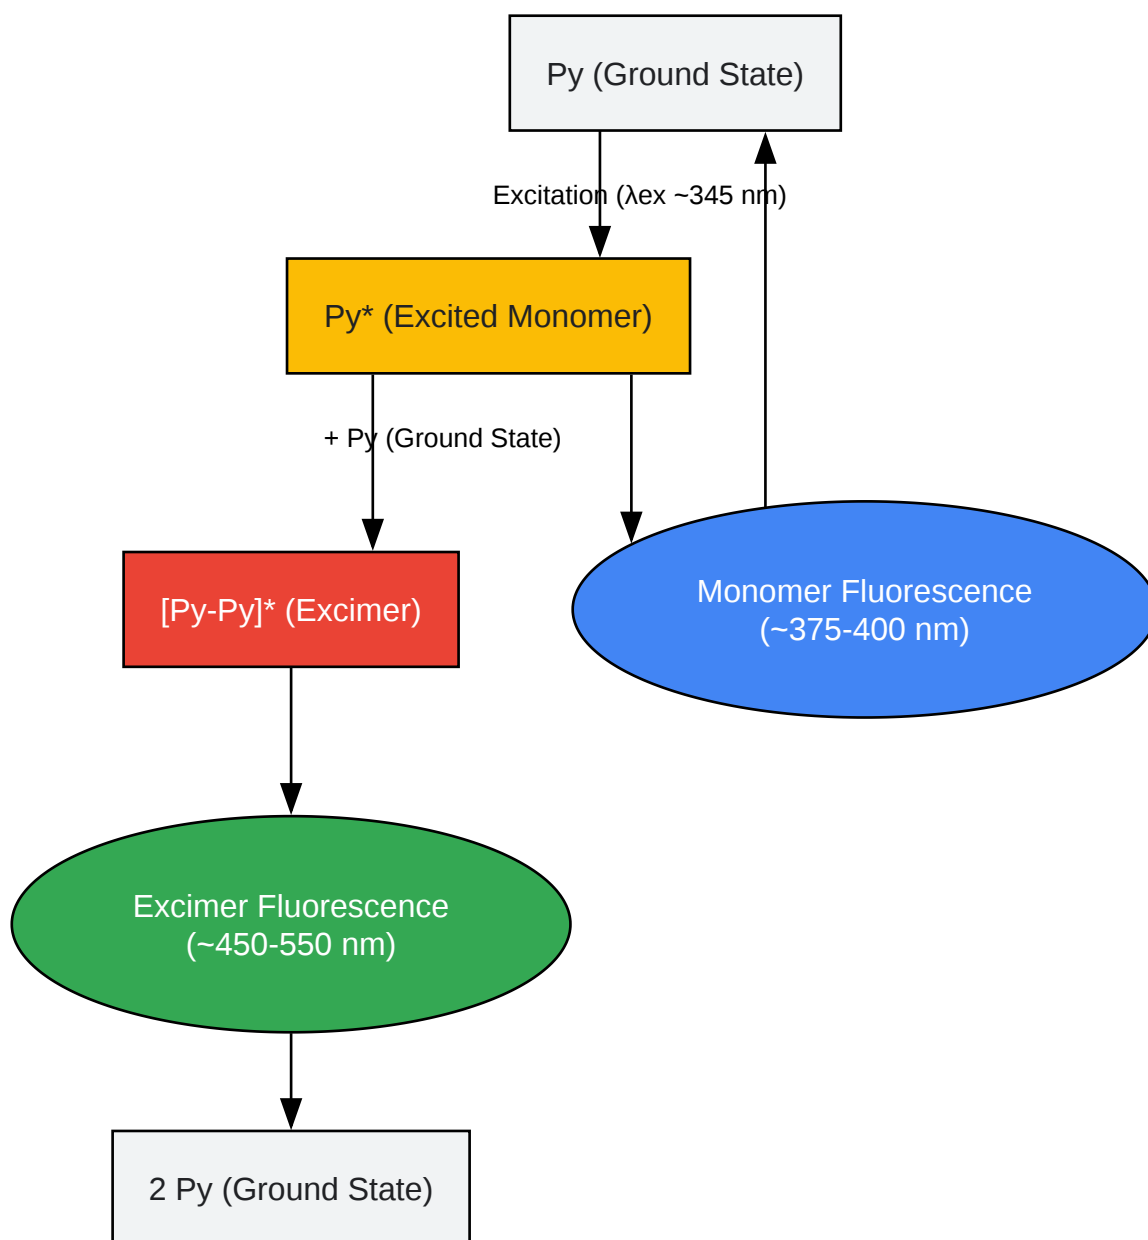 Py (Ground State)
Excitation (λex ~345 nm)
Py* (Excited Monomer)
+ Py (Ground State)
[Py-Py]* (Excimer)
Monomer Fluorescence
(~375-400 nm)
Excimer Fluorescence
(~450-550 nm)
2 Py (Ground State)